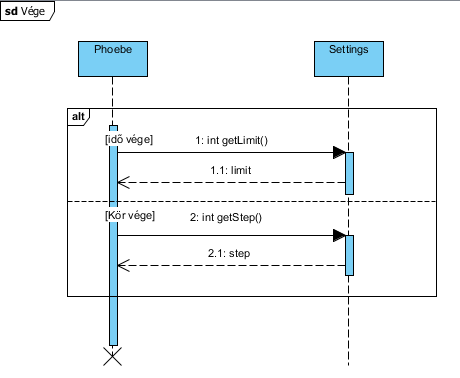 sd Vége
Phoebe
Settings
alt
[idő vége]
1: int getLimit()
1.1: limit
[Kör vége]
2: int getStep()
2.1: step